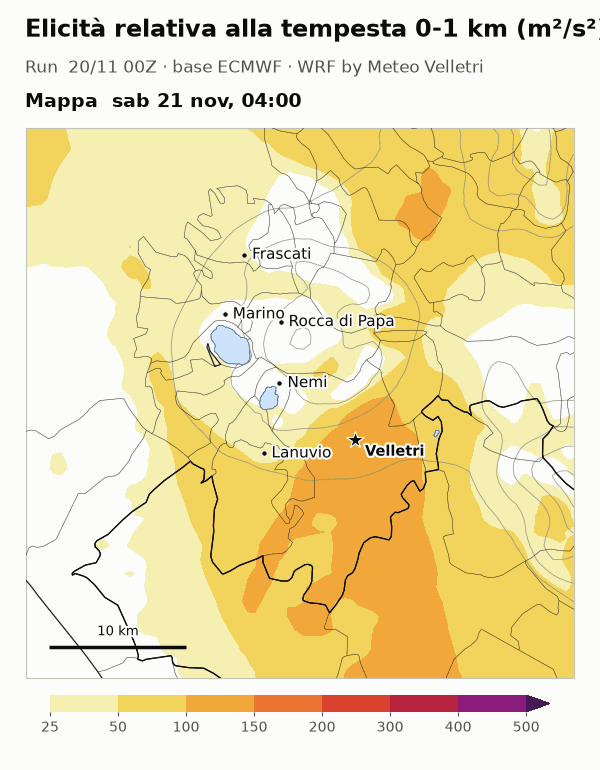 Elicità relativa alla tempesta 0-1 km (m²/s²)
Run 20/11 00Z · base ECMWF · WRF by Meteo Velletri
Mappa sab 21 nov, 04:00
Frascati
Marino
Rocca di Papa
Nemi
Velletri
Lanuvio
10 km
25 50 100 150 200 300 400 500